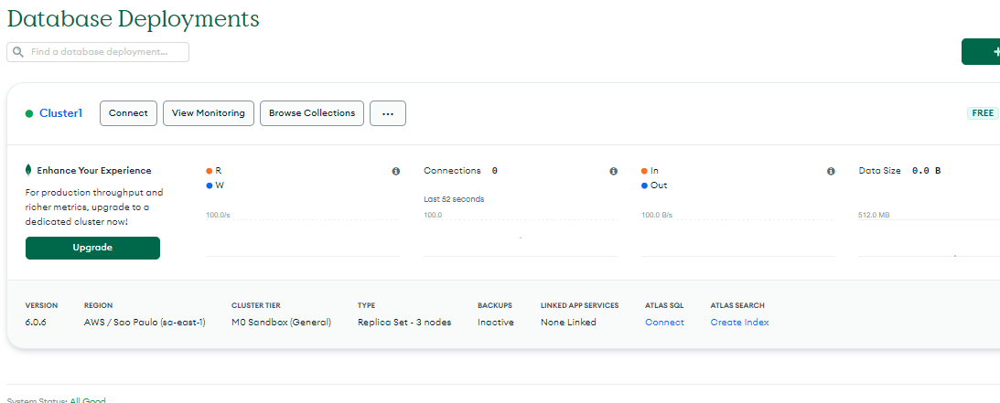 Database Deployments
Find a database deployment...
+
Cluster1 Connect View Monitoring Browse Collections ... FREE
Enhance Your Experience
For production throughput and
richer metrics, upgrade to a
dedicated cluster now!
Upgrade
R
W
100.0/s
Connections 0
Last 52 seconds
100.0
In
Out
100.0 B/s
Data Size 0.0 B
512.0 MB
VERSION
6.0.6
REGION
AWS / Sao Paulo (sa-east-1)
CLUSTER TIER
M0 Sandbox (General)
TYPE
Replica Set - 3 nodes
BACKUPS
Inactive
LINKED APP SERVICES
None Linked
ATLAS SQL
Connect
ATLAS SEARCH
Create Index
System Status: All Good